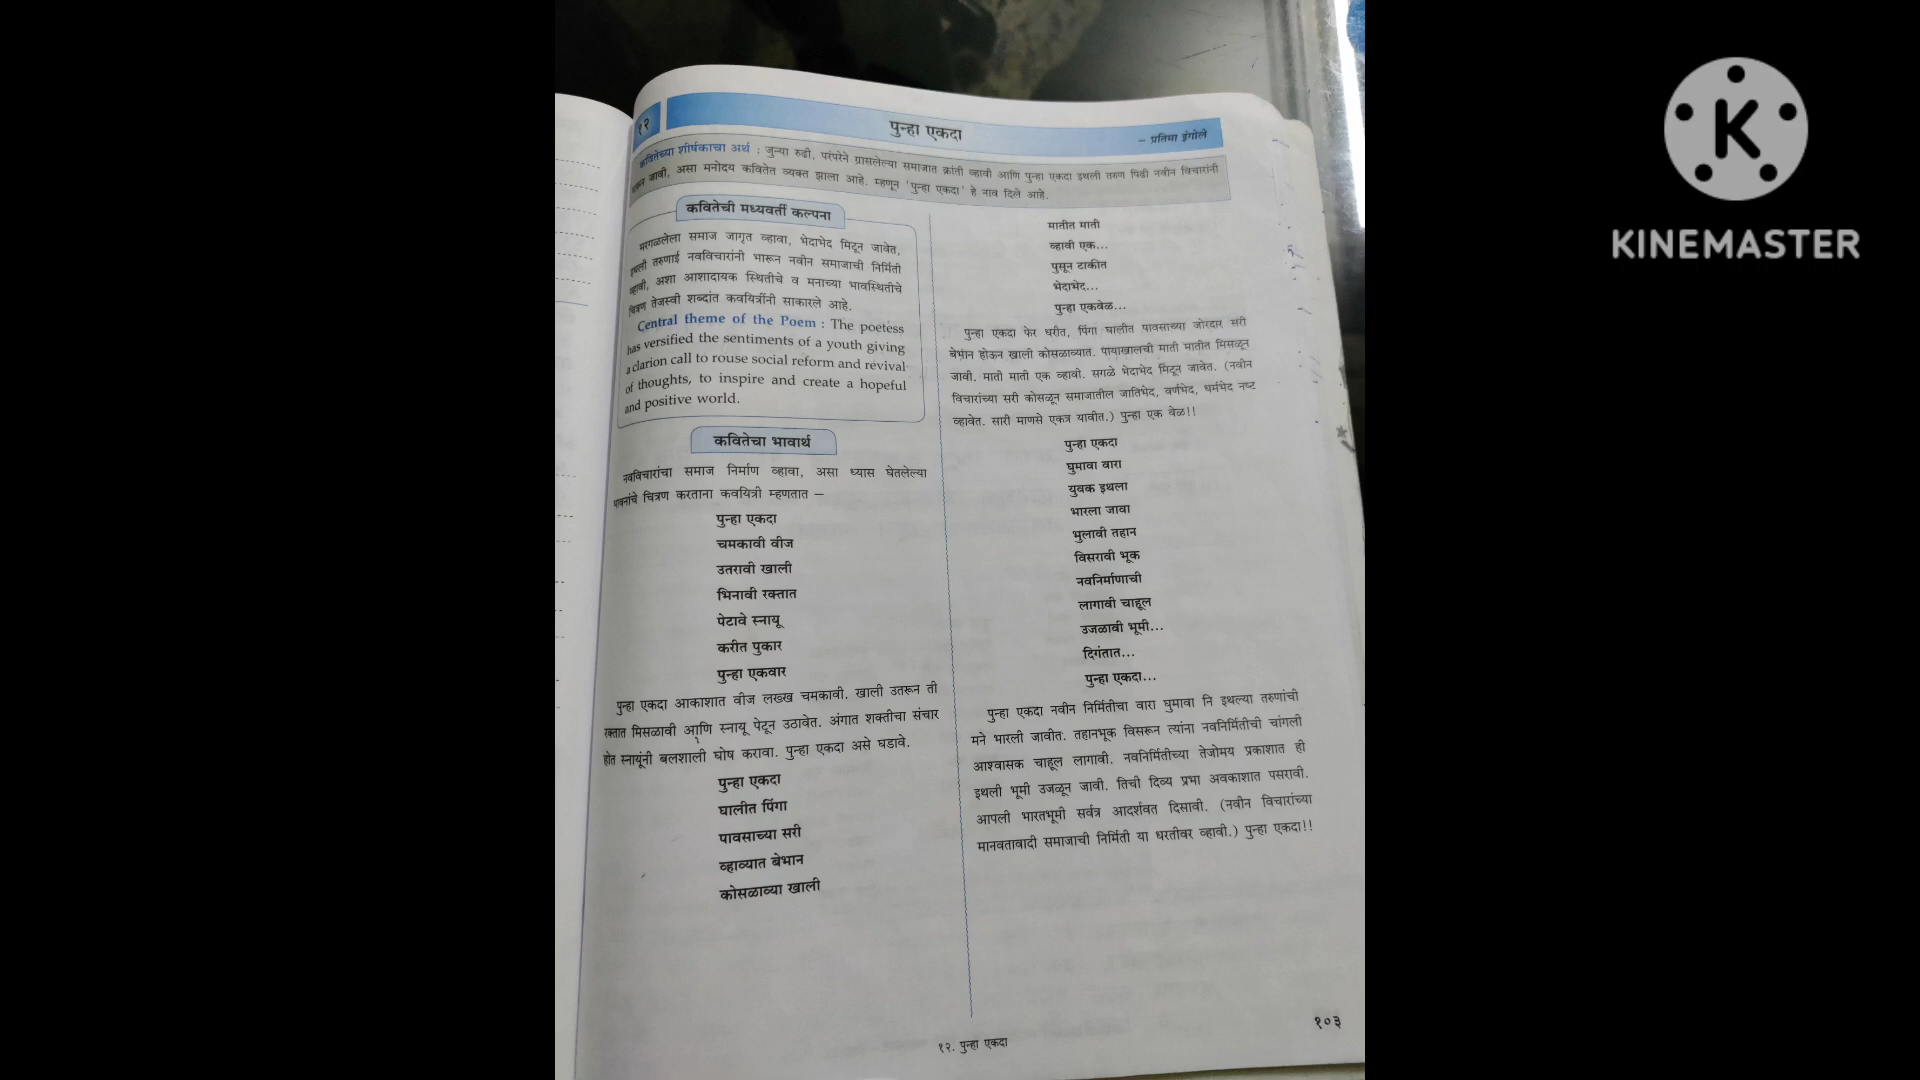 १२
पुन्हा एकदा
– प्रतिमा इंगोले
कवितेच्या शीर्षकाचा अर्थ : जुन्या रुढी, परंपरेने ग्रासलेल्या समाजात क्रांती व्हावी आणि पुन्हा एकदा इथली तरुण पिढी नवीन विचारांनी
जावी, असा मनोदय कवितेत व्यक्त झाला आहे. म्हणून 'पुन्हा एकदा' हे नाव दिले आहे.
कवितेची मध्यवर्ती कल्पना
मरगळलेला समाज जागृत व्हावा, भेदाभेद मिटून जावेत,
इथली तरुणाई नवविचारांनी भारून नवीन समाजाची निर्मिती
व्हावी, अशा आशादायक स्थितीचे व मनाच्या भावस्थितीचे
चित्रण तेजस्वी शब्दांत कवयित्रींनी साकारले आहे.
Central theme of the Poem : The poetess
has versified the sentiments of a youth giving
a clarion call to rouse social reform and revival
of thoughts, to inspire and create a hopeful
and positive world.
कवितेचा भावार्थ
नवविचारांचा समाज निर्माण व्हावा, असा ध्यास घेतलेल्या
चित्रण करताना कवयित्री म्हणतात –
पुन्हा एकदा
चमकावी वीज
उतरावी खाली
भिनावी रक्तात
पेटावे स्नायू
करीत पुकार
पुन्हा एकवार
पुन्हा एकदा आकाशात वीज लख्ख चमकावी. खाली उतरून ती
रक्तात मिसळावी आणि स्नायू पेटून उठावेत. अंगात शक्तीचा संचार
होत स्नायूंनी बलशाली घोष करावा. पुन्हा एकदा असे घडावे.
पुन्हा एकदा
घालीत पिंगा
पावसाच्या सरी
व्हाव्यात बेभान
कोसळाव्या खाली
मातीत माती
व्हावी एक...
पुसून टाकीत
भेदाभेद...
पुन्हा एकवेळ...
पुन्हा एकदा फेर धरीत, पिंगा घालीत पावसाच्या जोरदार सरी
बेभान होऊन खाली कोसळाव्यात. पायाखालची माती मातीत मिसळून
जावी. माती माती एक व्हावी. सगळे भेदाभेद मिटून जावेत. (नवीन
विचारांच्या सरी कोसळून समाजातील जातिभेद, वर्णभेद, धर्मभेद नष्ट
व्हावेत. सारी माणसे एकत्र यावीत.) पुन्हा एक वेळ!!
पुन्हा एकदा
घुमावा वारा
युवक इथला
भारला जावा
भुलावी तहान
विसरावी भूक
नवनिर्माणाची
लागावी चाहूल
उजळावी भूमी...
दिगंतात...
पुन्हा एकदा...
पुन्हा एकदा नवीन निर्मितीचा वारा घुमावा नि इथल्या तरुणांची
मने भारली जावीत. तहानभूक विसरून त्यांना नवनिर्मितीची चांगली
आश्वासक चाहूल लागावी. नवनिर्मितीच्या तेजोमय प्रकाशात ही
इथली भूमी उजळून जावी. तिची दिव्य प्रभा अवकाशात पसरावी.
आपली भारतभूमी सर्वत्र आदर्शवत दिसावी. (नवीन विचारांच्या
मानवतावादी समाजाची निर्मिती या धरतीवर व्हावी.) पुन्हा एकदा!!
१२. पुन्हा एकदा
१०३
K
KINEMASTER